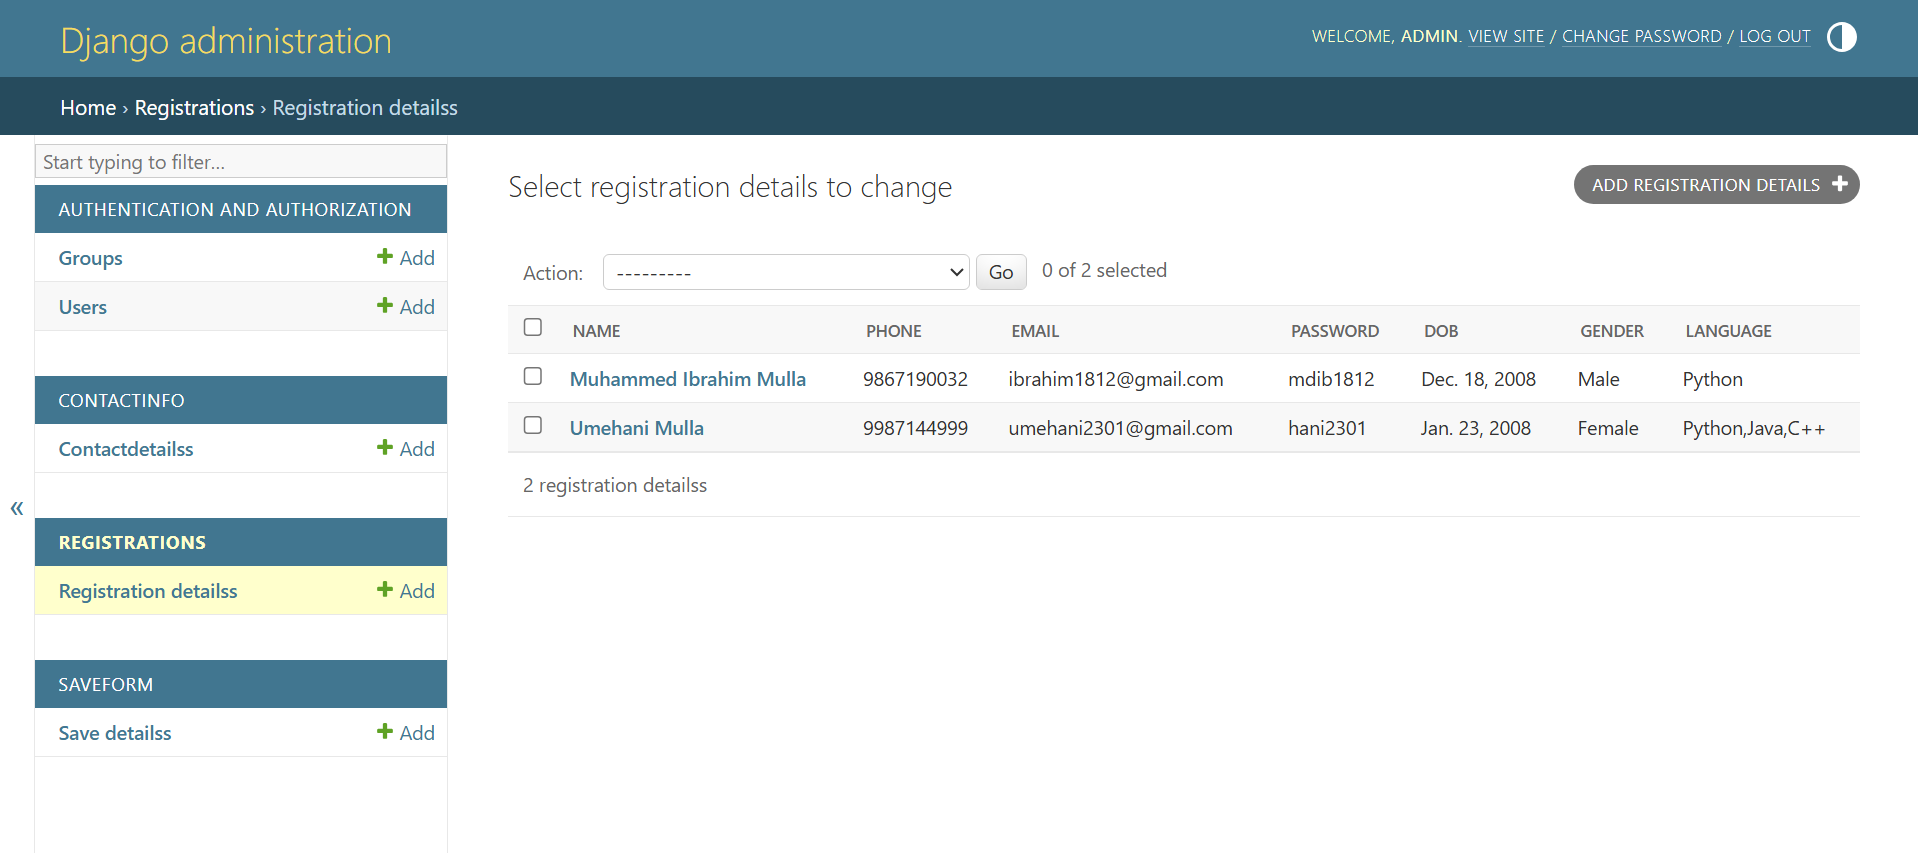 Django administration
WELCOME, ADMIN. VIEW SITE / CHANGE PASSWORD / LOG OUT
Home › Registrations › Registration detailss
Start typing to filter...
AUTHENTICATION AND AUTHORIZATION
Groups + Add
Users + Add
CONTACTINFO
Contactdetailss + Add
REGISTRATIONS
Registration detailss + Add
SAVEFORM
Save detailss + Add
«
Select registration details to change
ADD REGISTRATION DETAILS +
Action: --------- Go 0 of 2 selected
NAME PHONE EMAIL PASSWORD DOB GENDER LANGUAGE
Muhammed Ibrahim Mulla 9867190032 ibrahim1812@gmail.com mdib1812 Dec. 18, 2008 Male Python
Umehani Mulla 9987144999 umehani2301@gmail.com hani2301 Jan. 23, 2008 Female Python,Java,C++
2 registration detailss